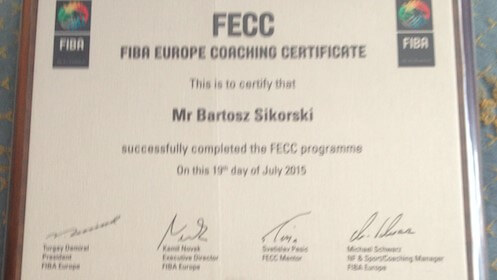 FECC
FIBA
FIBA
FIBA EUROPE COACHING CERTIFICATE
This is to certify that
Mr Bartosz Sikorski
successfully completed the FECC programme
On this 19th day of July 2015
Turgay Demirel
President
FIBA Europe
Kamil Novak
Executive Director
FIBA Europe
Svetislav Pesic
FECC Mentor
Michael Schwarz
NF & Sport/Coaching Manager
FIBA Europe